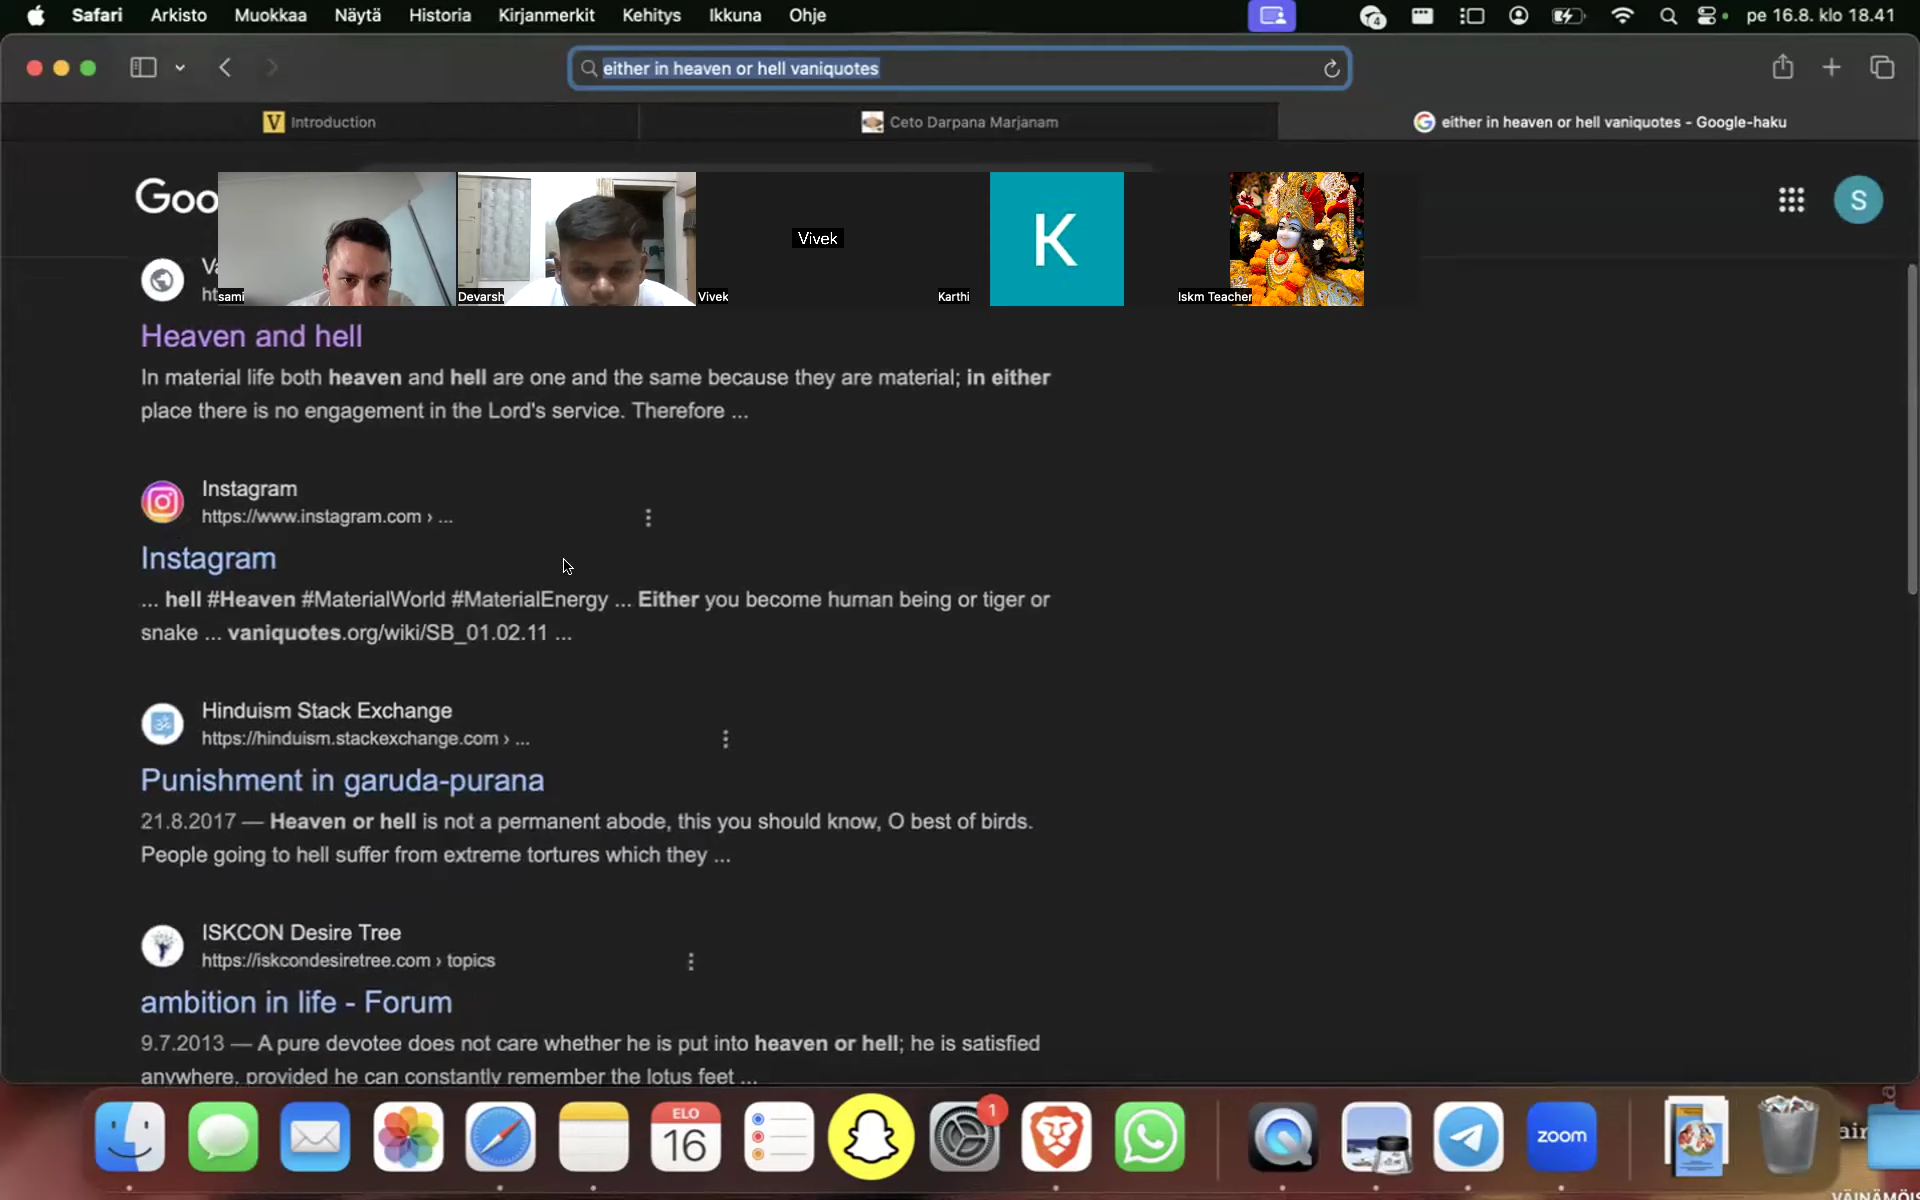 Safari Arkisto Muokkaa Näytä Historia Kirjanmerkit Kehitys Ikkuna Ohje
4
pe 16.8. klo 18.41
either in heaven or hell vaniquotes
V Introduction
Ceto Darpana Marjanam
G either in heaven or hell vaniquotes - Google-haku
Goo
Vivek
K
S
sami
Devarsh
Vivek
Karthi
Iskm Teacher
Heaven and hell
In material life both heaven and hell are one and the same because they are material; in either
place there is no engagement in the Lord's service. Therefore ...
Instagram
https://www.instagram.com › ...
Instagram
... hell #Heaven #MaterialWorld #MaterialEnergy ... Either you become human being or tiger or
snake ... vaniquotes.org/wiki/SB_01.02.11 ...
Hinduism Stack Exchange
https://hinduism.stackexchange.com › ...
Punishment in garuda-purana
21.8.2017 — Heaven or hell is not a permanent abode, this you should know, O best of birds.
People going to hell suffer from extreme tortures which they ...
ISKCON Desire Tree
https://iskcondesiretree.com › topics
ambition in life - Forum
9.7.2013 — A pure devotee does not care whether he is put into heaven or hell; he is satisfied
anywhere, provided he can constantly remember the lotus feet ...
ELO
16
1
zoom